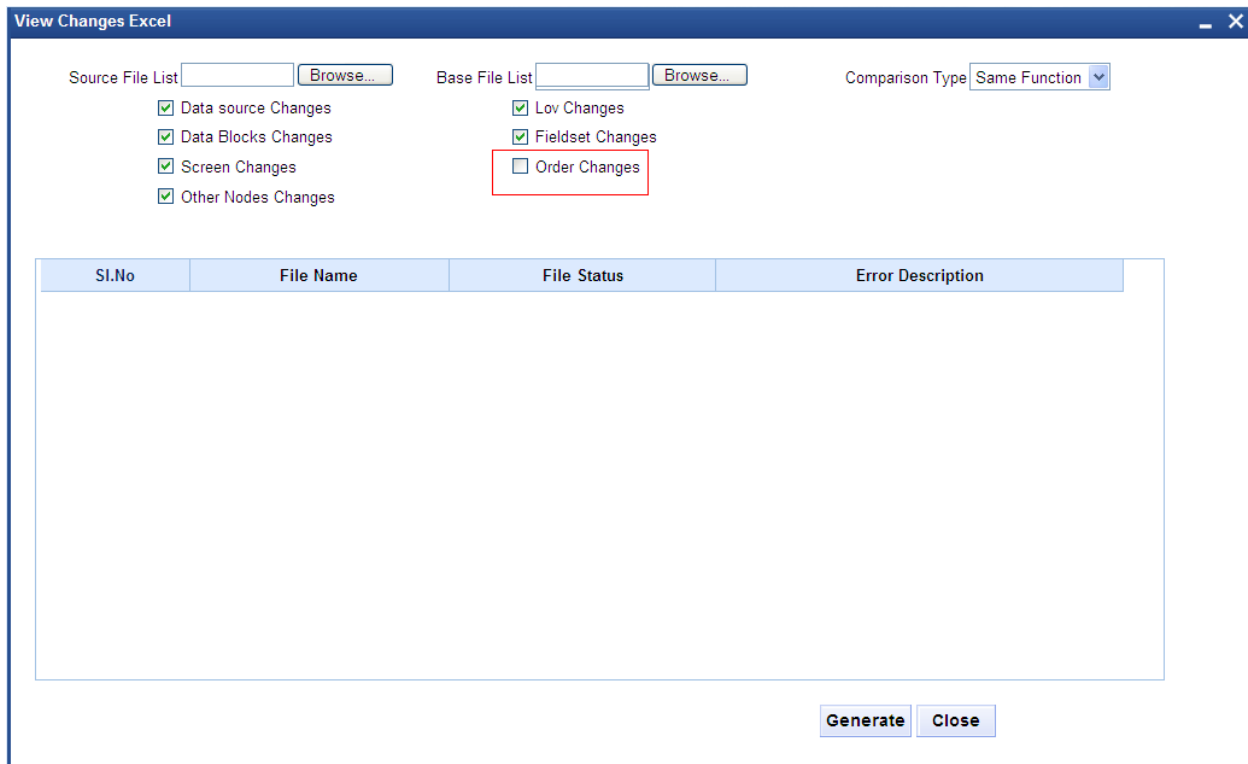 View Changes Excel
Source File List Browse... Base File List Browse... Comparison Type Same Function
Data source Changes Lov Changes
Data Blocks Changes Fieldset Changes
Screen Changes Order Changes
Other Nodes Changes
Sl.No File Name File Status Error Description
Generate Close